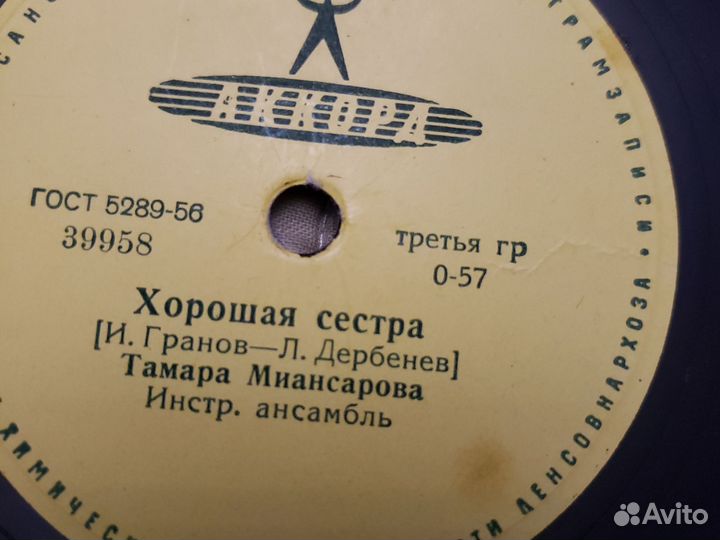 АККОРД
ГОСТ 5289-56
39958
третья гр
0-57
Хорошая сестра
[И. Гранов—Л. Дербенев]
Тамара Миансарова
Инстр. ансамбль
ГРАМЗАПИСИ • ЛЕНСОВНАРХОЗА
Avito